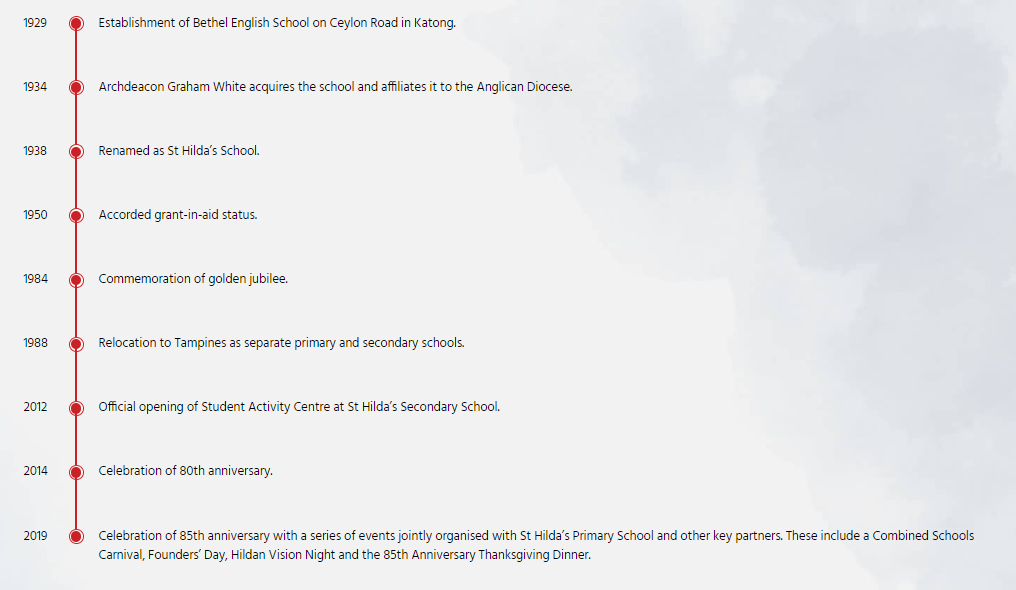 1929 Establishment of Bethel English School on Ceylon Road in Katong.
1934 Archdeacon Graham White acquires the school and affiliates it to the Anglican Diocese.
1938 Renamed as St Hilda's School.
1950 Accorded grant-in-aid status.
1984 Commemoration of golden jubilee.
1988 Relocation to Tampines as separate primary and secondary schools.
2012 Official opening of Student Activity Centre at St Hilda's Secondary School.
2014 Celebration of 80th anniversary.
2019 Celebration of 85th anniversary with a series of events jointly organised with St Hilda's Primary School and other key partners. These include a Combined Schools
Carnival, Founders' Day, Hildan Vision Night and the 85th Anniversary Thanksgiving Dinner.